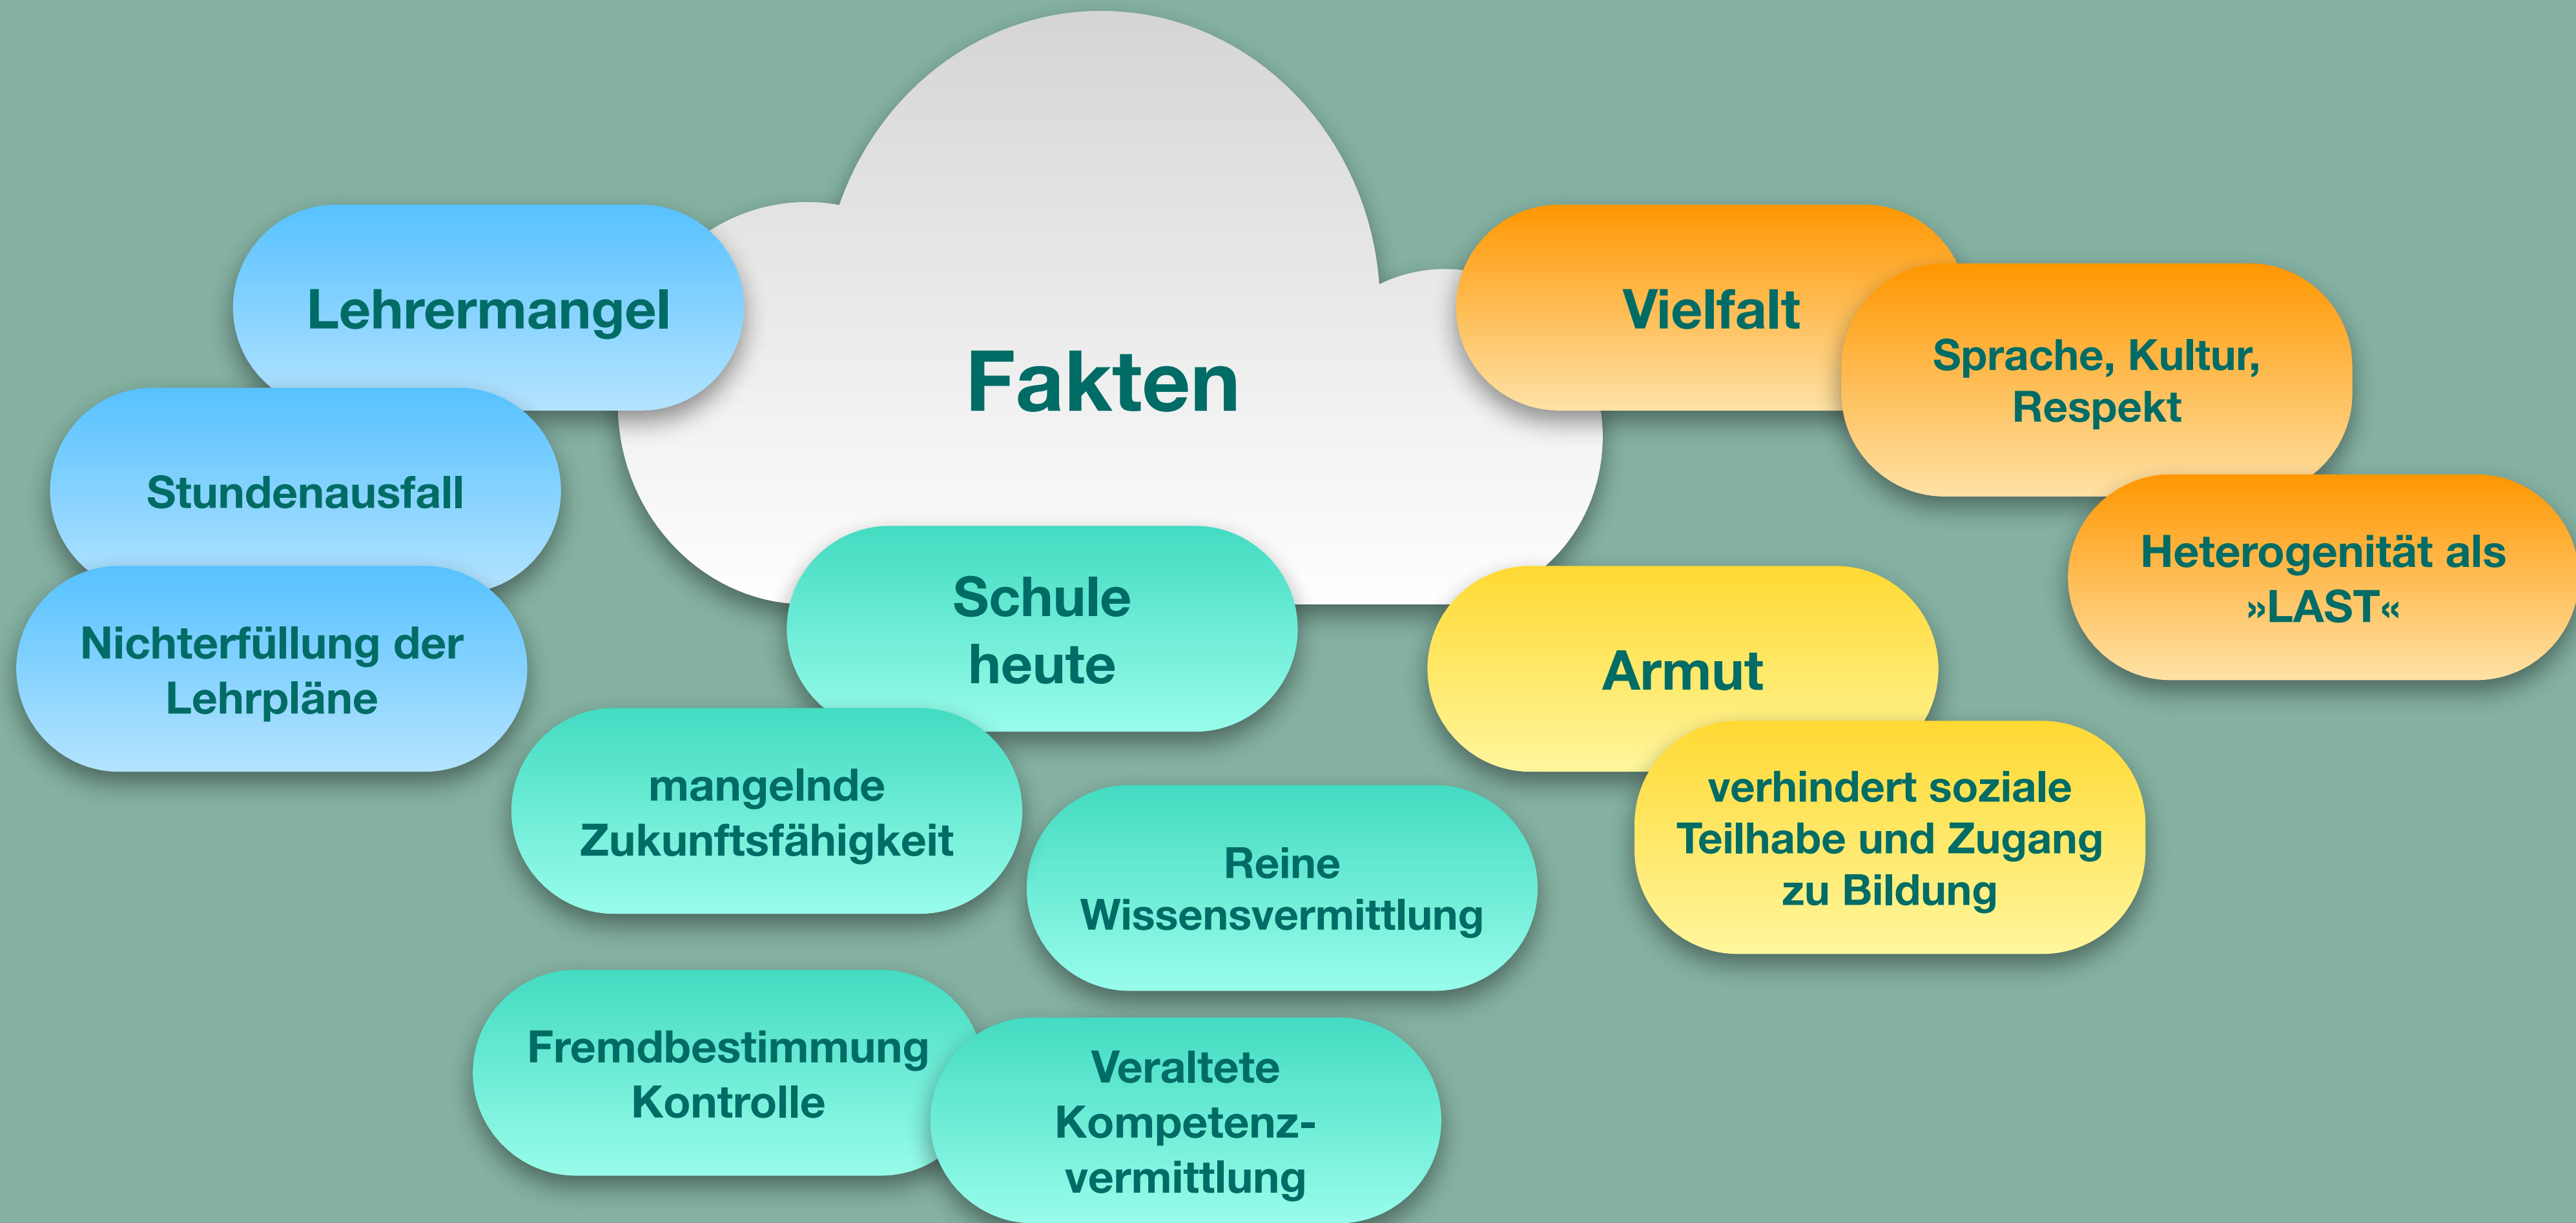 Fakten
Lehrermangel
Stundenausfall
Nichterfüllung der
Lehrpläne
Schule
heute
mangelnde
Zukunftsfähigkeit
Reine
Wissensvermittlung
Fremdbestimmung
Kontrolle
Veraltete
Kompetenz-
vermittlung
Vielfalt
Sprache, Kultur,
Respekt
Heterogenität als
»LAST«
Armut
verhindert soziale
Teilhabe und Zugang
zu Bildung